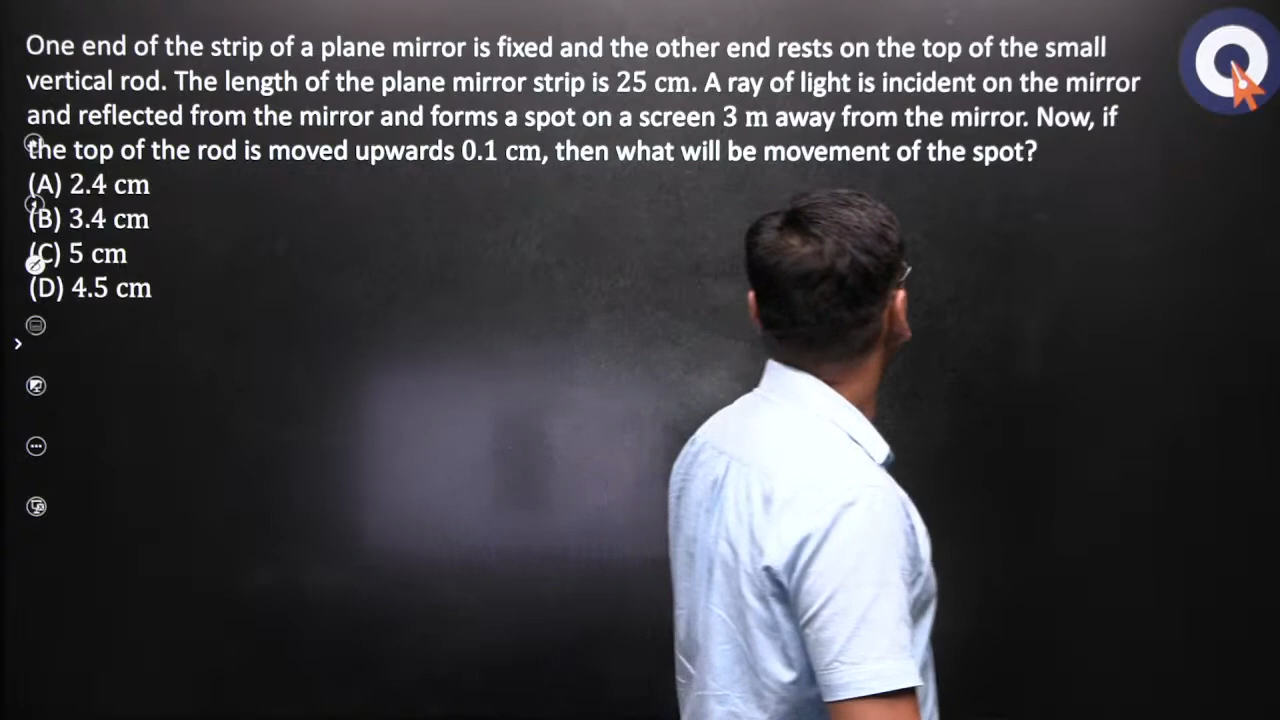 One end of the strip of a plane mirror is fixed and the other end rests on the top of the small
vertical rod. The length of the plane mirror strip is 25 cm. A ray of light is incident on the mirror
and reflected from the mirror and forms a spot on a screen 3 m away from the mirror. Now, if
the top of the rod is moved upwards 0.1 cm, then what will be movement of the spot?
(A) 2.4 cm
(B) 3.4 cm
(C) 5 cm
(D) 4.5 cm